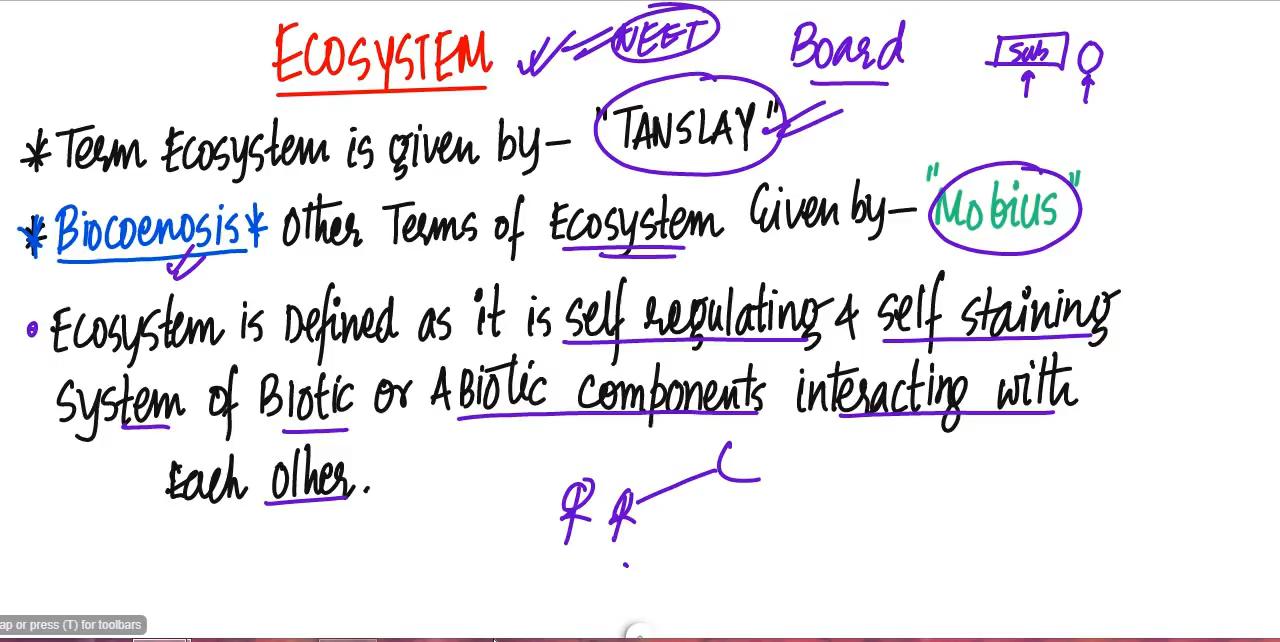 ECOSYSTEM NEET Board Sub
* Term Ecosystem is given by- "TANSLAY"
* Biocoenosis * Other Terms of Ecosystem Given by- "Mobius"
• Ecosystem is Defined as it is self regulating & self staining
system of Biotic or Abiotic components interacting with
Each other.
ap or press (T) for toolbars